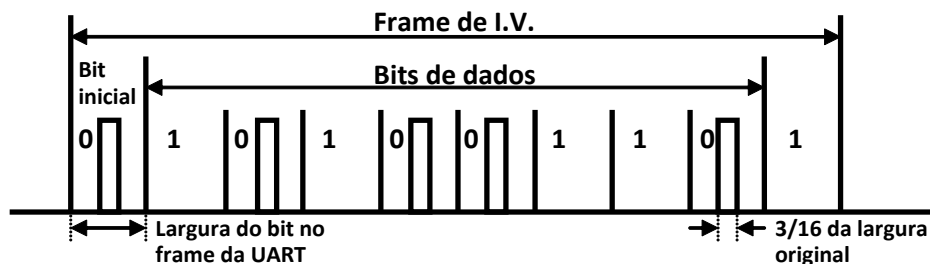 Frame de I.V.
Bit
inicial
Bits de dados
0 1 0 1 0 0 1 1 0 1
Largura do bit no
frame da UART
3/16 da largura
original